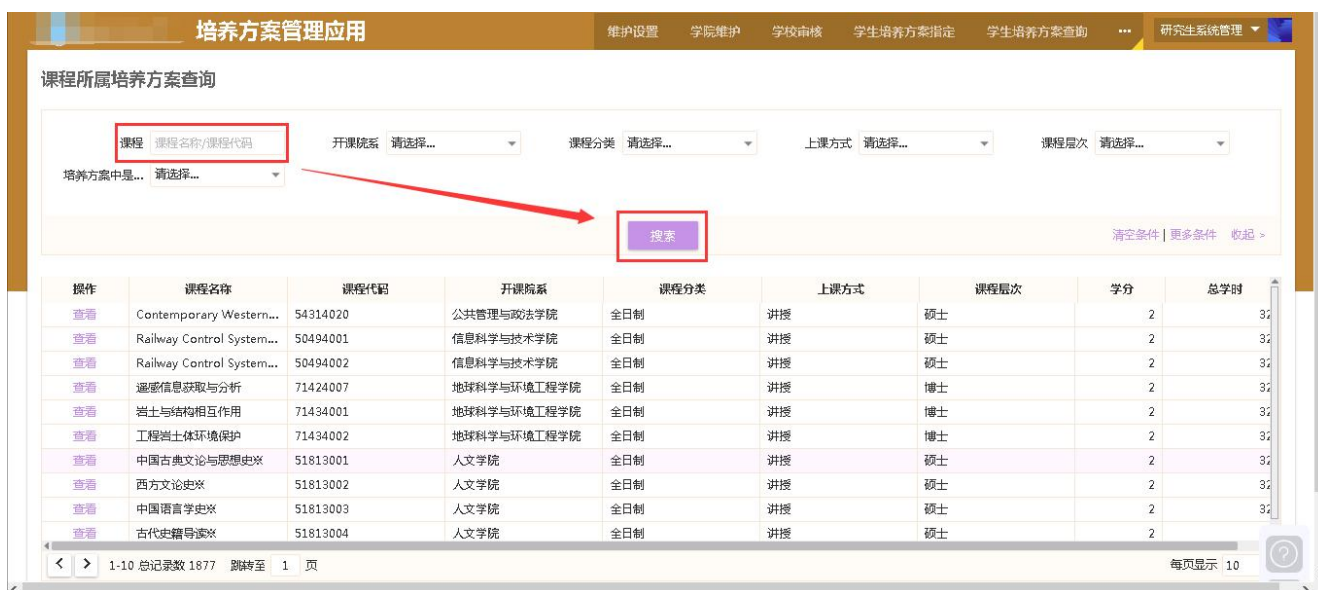 培养方案管理应用 维护设置 学院维护 学校审核 学生培养方案指定 学生培养方案查询 ... 研究生系统管理
课程所属培养方案查询
课程 课程名称/课程代码 开课院系 请选择... 课程分类 请选择... 上课方式 请选择... 课程层次 请选择...
培养方案中是... 请选择...
搜索 清空条件 | 更多条件 收起
操作 课程名称 课程代码 开课院系 课程分类 上课方式 课程层次 学分 总学时
查看 Contemporary Western... 54314020 公共管理与政法学院 全日制 讲授 硕士 2 32
查看 Railway Control System... 50494001 信息科学与技术学院 全日制 讲授 硕士 2 32
查看 Railway Control System... 50494002 信息科学与技术学院 全日制 讲授 硕士 2 32
查看 遥感信息获取与分析 71424007 地球科学与环境工程学院 全日制 讲授 博士 2 32
查看 岩土与结构相互作用 71434001 地球科学与环境工程学院 全日制 讲授 博士 2 32
查看 工程岩土体环境保护 71434002 地球科学与环境工程学院 全日制 讲授 博士 2 32
查看 中国古典文论与思想史※ 51813001 人文学院 全日制 讲授 硕士 2 32
查看 西方文论史※ 51813002 人文学院 全日制 讲授 硕士 2 32
查看 中国语言学史※ 51813003 人文学院 全日制 讲授 硕士 2 32
查看 古代史籍导读※ 51813004 人文学院 全日制 讲授 硕士 2
1-10 总记录数 1877 跳转至 1 页 每页显示 10